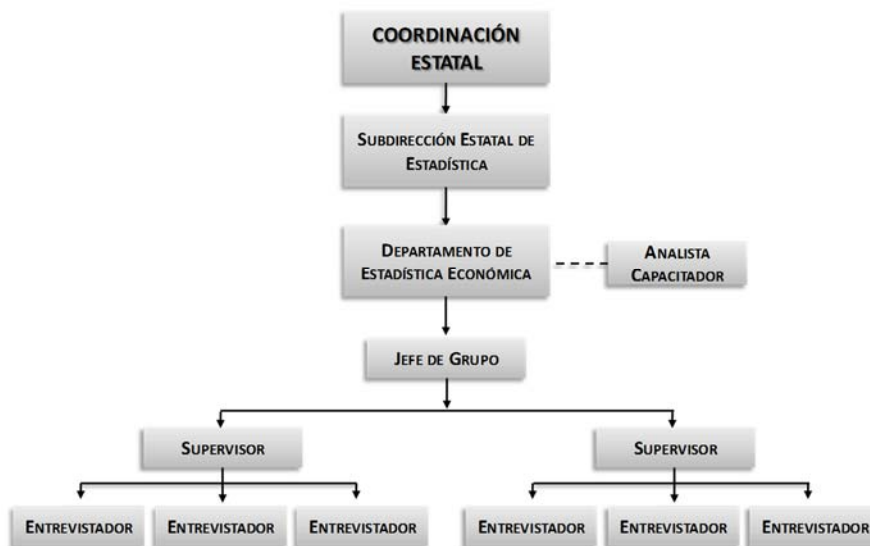 COORDINACIÓN
ESTATAL
SUBDIRECCIÓN ESTATAL DE
ESTADÍSTICA
DEPARTAMENTO DE
ESTADÍSTICA ECONÓMICA
ANALISTA
CAPACITADOR
JEFE DE GRUPO
SUPERVISOR
SUPERVISOR
ENTREVISTADOR
ENTREVISTADOR
ENTREVISTADOR
ENTREVISTADOR
ENTREVISTADOR
ENTREVISTADOR